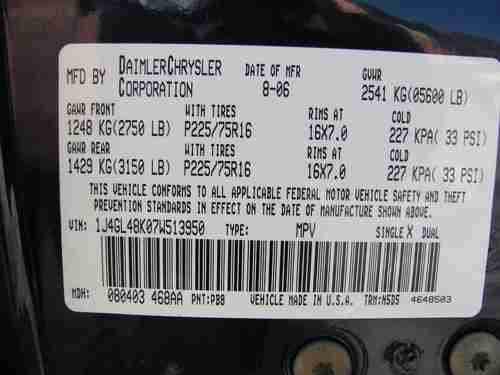 MFD BY DAIMLERCHRYSLER CORPORATION DATE OF MFR 8-06 GVWR 2541 KG(05600 LB)
GAWR FRONT WITH TIRES RIMS AT COLD
1248 KG(2750 LB) P225/75R16 16X7.0 227 KPA( 33 PSI)
GAWR REAR WITH TIRES RIMS AT COLD
1429 KG(3150 LB) P225/75R16 16X7.0 227 KPA( 33 PSI)
THIS VEHICLE CONFORMS TO ALL APPLICABLE FEDERAL MOTOR VEHICLE SAFETY AND THEFT
PREVENTION STANDARDS IN EFFECT ON THE DATE OF MANUFACTURE SHOWN ABOVE.
VIN: 1J4GL48K07W513950 TYPE: MPV SINGLE X DUAL
MDH: 080403 468AA PNT:PB8 VEHICLE MADE IN U.S.A. TRM:N5D5 4648503